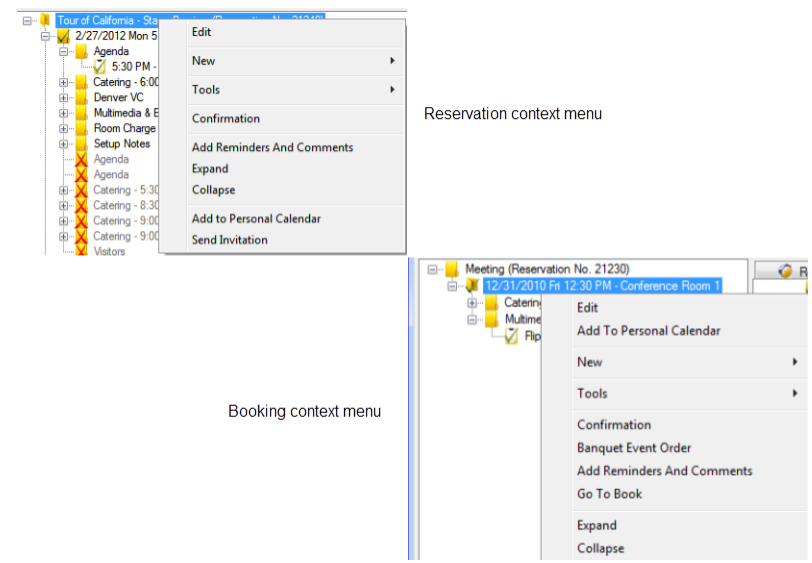 Tour of California - Sta
2/27/2012 Mon 5
Agenda
5:30 PM -
Catering - 6:00
Denver VC
Multimedia & E
Room Charge
Setup Notes
Agenda
Agenda
Catering - 5:30
Catering - 8:30
Catering - 9:00
Catering - 9:00
Visitors
Edit
New
Tools
Confirmation
Add Reminders And Comments
Expand
Collapse
Add to Personal Calendar
Send Invitation
Reservation context menu
Booking context menu
Meeting (Reservation No. 21230)
12/31/2010 Fri 12:30 PM - Conference Room 1
Catering
Multime
Flip
R
Edit
Add To Personal Calendar
New
Tools
Confirmation
Banquet Event Order
Add Reminders And Comments
Go To Book
Expand
Collapse